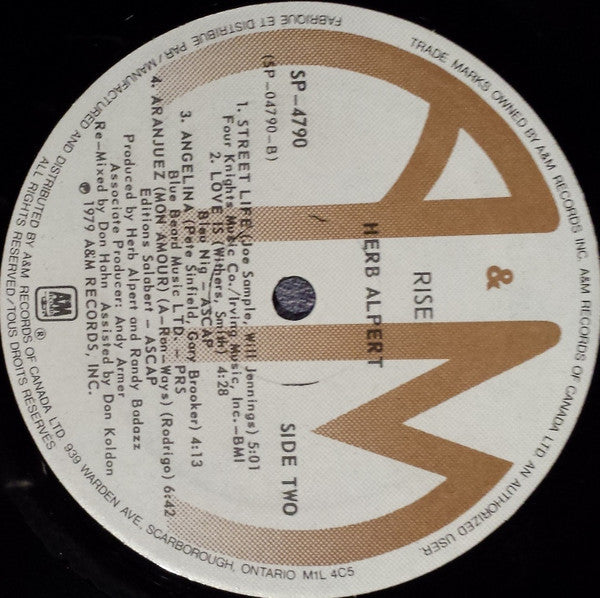 RISE
HERB ALPERT
SP-4790
(SP-04790-B)
SIDE TWO
1. STREET LIFE (Joe Sample, Will Jennings) 5:01
Four Knights Music Co./Irving Music, Inc.-BMI
2. LOVE IS (Withers, Smith) 4:28
Bleu Nig - ASCAP
3. ANGELINA (Pete Sinfield, Gary Brooker) 4:13
Blue Beard Music LTD. - PRS
4. ARANJUEZ (MON AMOUR) (A-Ron-Ways) (Rodrigo) 6:42
Editions Salabert - ASCAP
Produced by Herb Alpert and Randy Badazz
Associate Producer: Andy Armer
Re-Mixed by Don Hahn Assisted by Don Koldon
℗ 1979 A&M RECORDS, INC.
A&M
RECORDS
®
&
TRADE MARKS OWNED BY A&M RECORDS INC. A&M RECORDS OF CANADA LTD AN AUTHORIZED USER.
FABRIQUE ET DISTRIBUE PAR/MANUFACTURED AND DISTRIBUTED BY A&M RECORDS OF CANADA LTD. 939 WARDEN AVE. SCARBOROUGH, ONTARIO M1L 4C5
ALL RIGHTS RESERVED/TOUS DROITS RESERVÉS